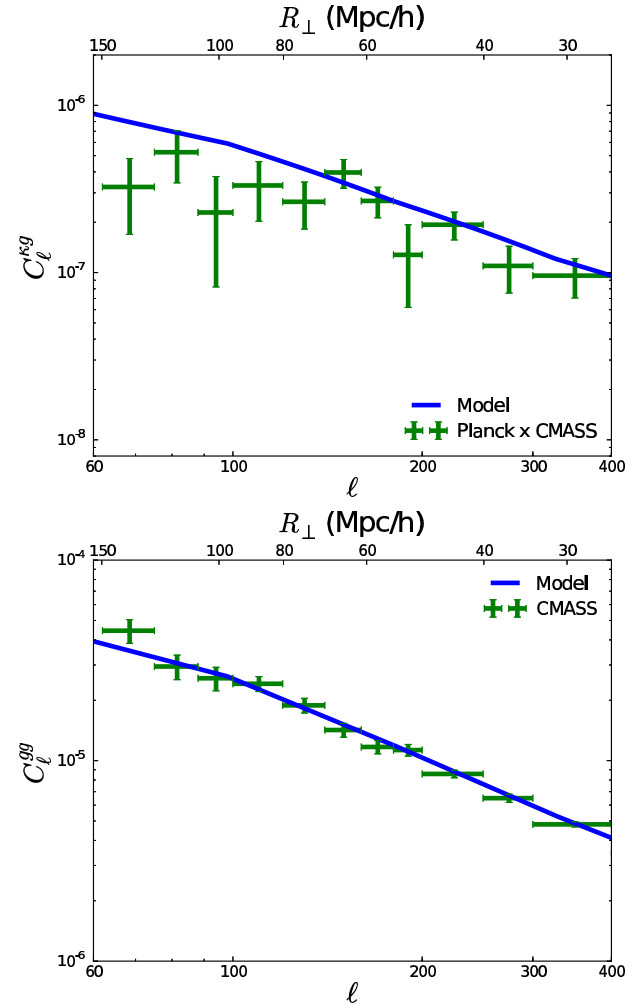 R⊥ (Mpc/h)
150 100 80 60 40 30
10⁻⁶
10⁻⁷
10⁻⁸
C_ℓ^κg
Model
Planck x CMASS
60 100 200 300 400
ℓ
R⊥ (Mpc/h)
150 100 80 60 40 30
10⁻⁴
10⁻⁵
10⁻⁶
C_ℓ^gg
Model
CMASS
60 100 200 300 400
ℓ